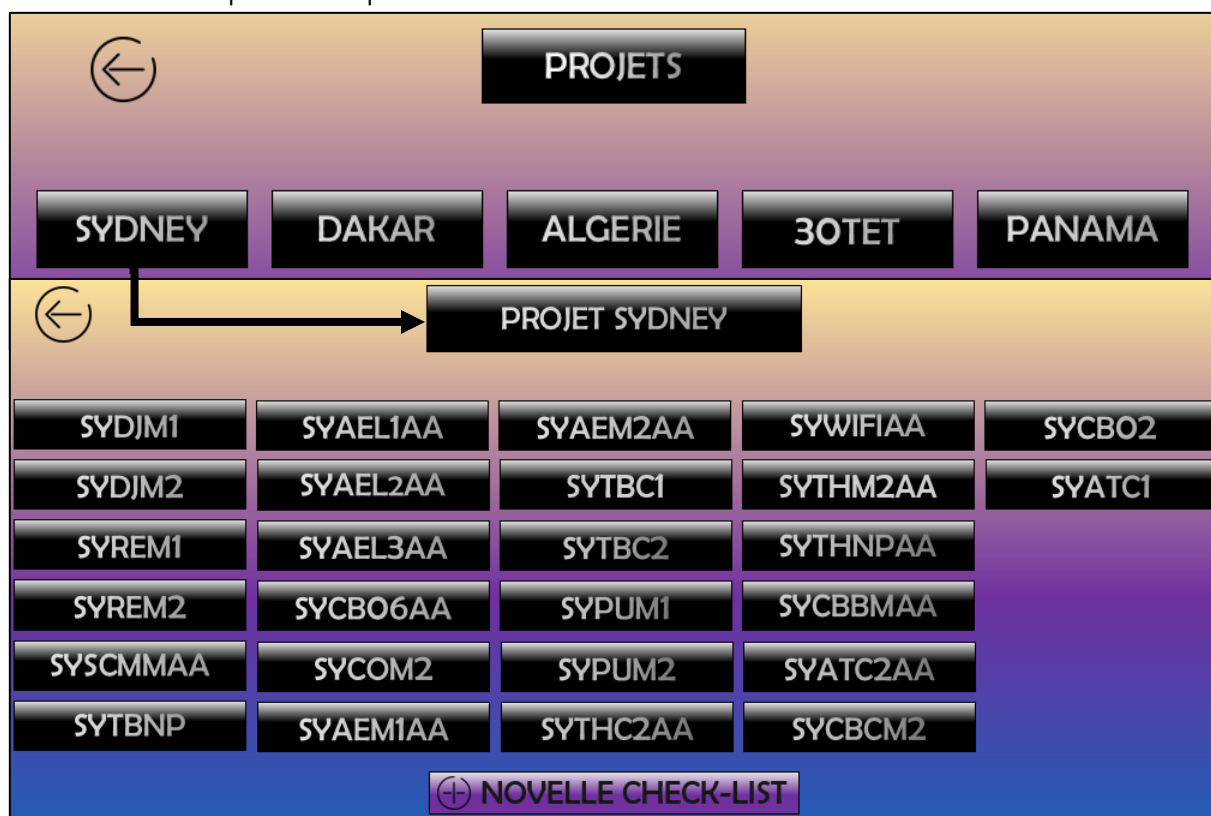 PROJETS
SYDNEY DAKAR ALGERIE 3OTET PANAMA
PROJET SYDNEY
SYDJM1 SYAEL1AA SYAEM2AA SYWIFIAA SYCBO2
SYDJM2 SYAEL2AA SYTBC1 SYTHM2AA SYATC1
SYREM1 SYAEL3AA SYTBC2 SYTHNPAA
SYREM2 SYCBO6AA SYPUM1 SYCBBMAA
SYSCMMAA SYCOM2 SYPUM2 SYATC2AA
SYTBNP SYAEM1AA SYTHC2AA SYCBCM2
NOVELLE CHECK-LIST